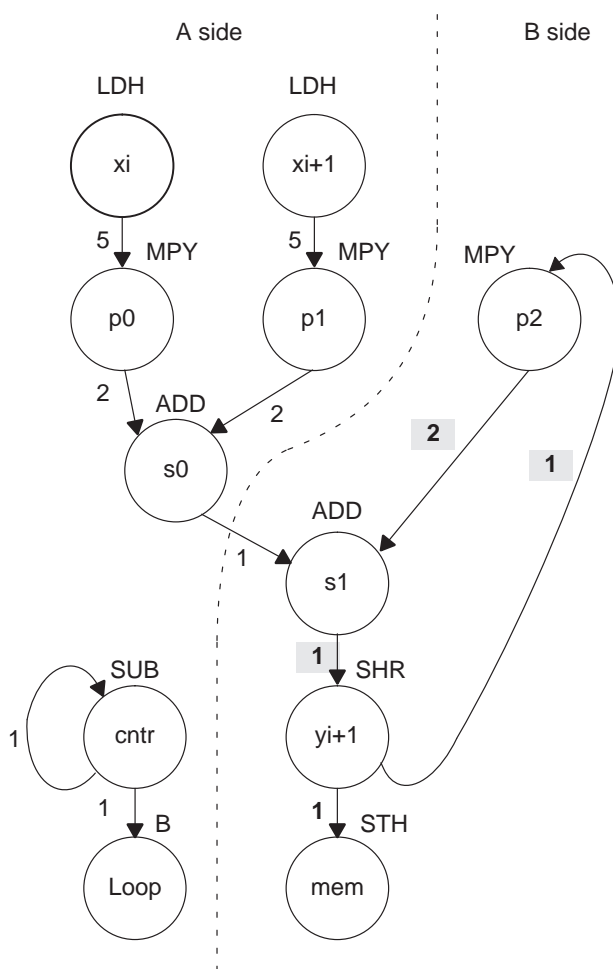 A side
B side
LDH
LDH
xi
xi+1
5
MPY
5
MPY
MPY
p0
p1
p2
2
ADD
2
2
1
s0
ADD
1
s1
1
SHR
SUB
1
cntr
yi+1
1
B
1
STH
Loop
mem